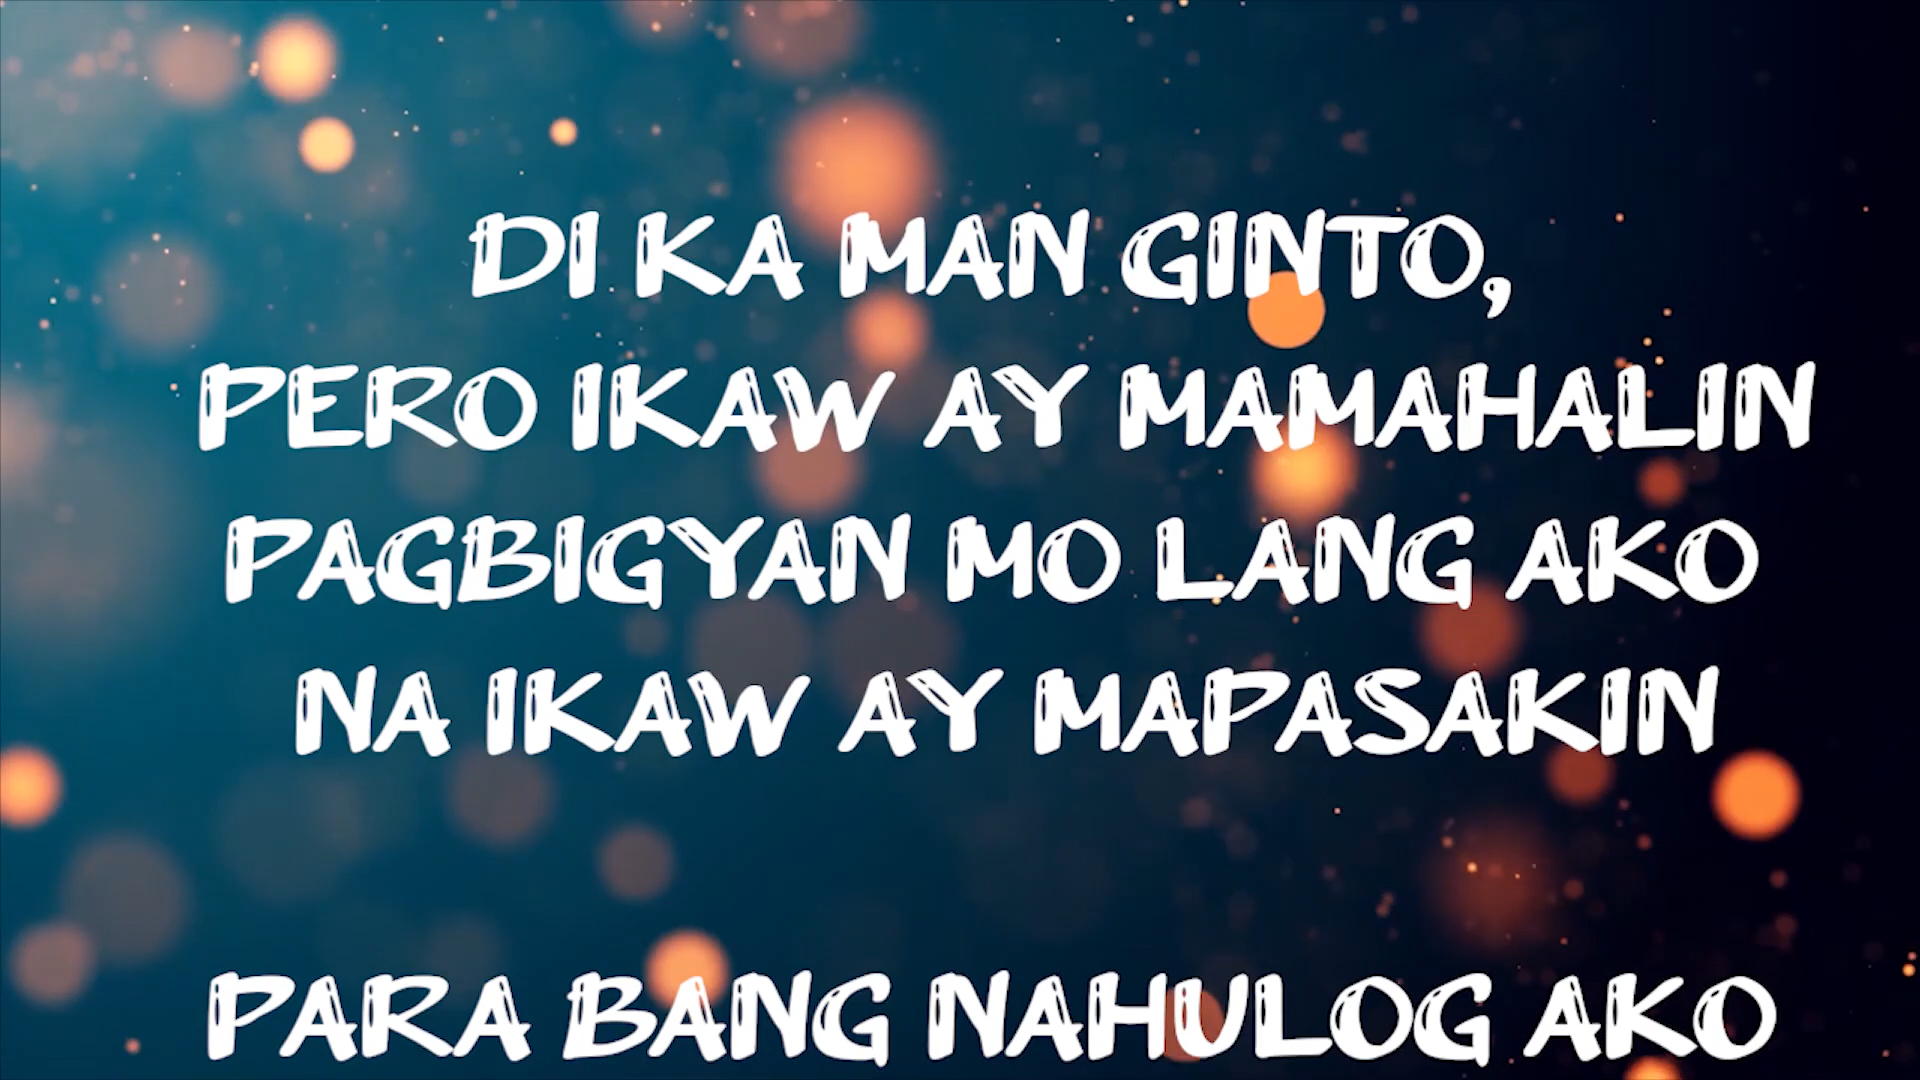 DI KA MAN GINTO,
PERO IKAW AY MAMAHALIN
PAGBIGYAN MO LANG AKO
NA IKAW AY MAPASAKIN
PARA BANG NAHULOG AKO